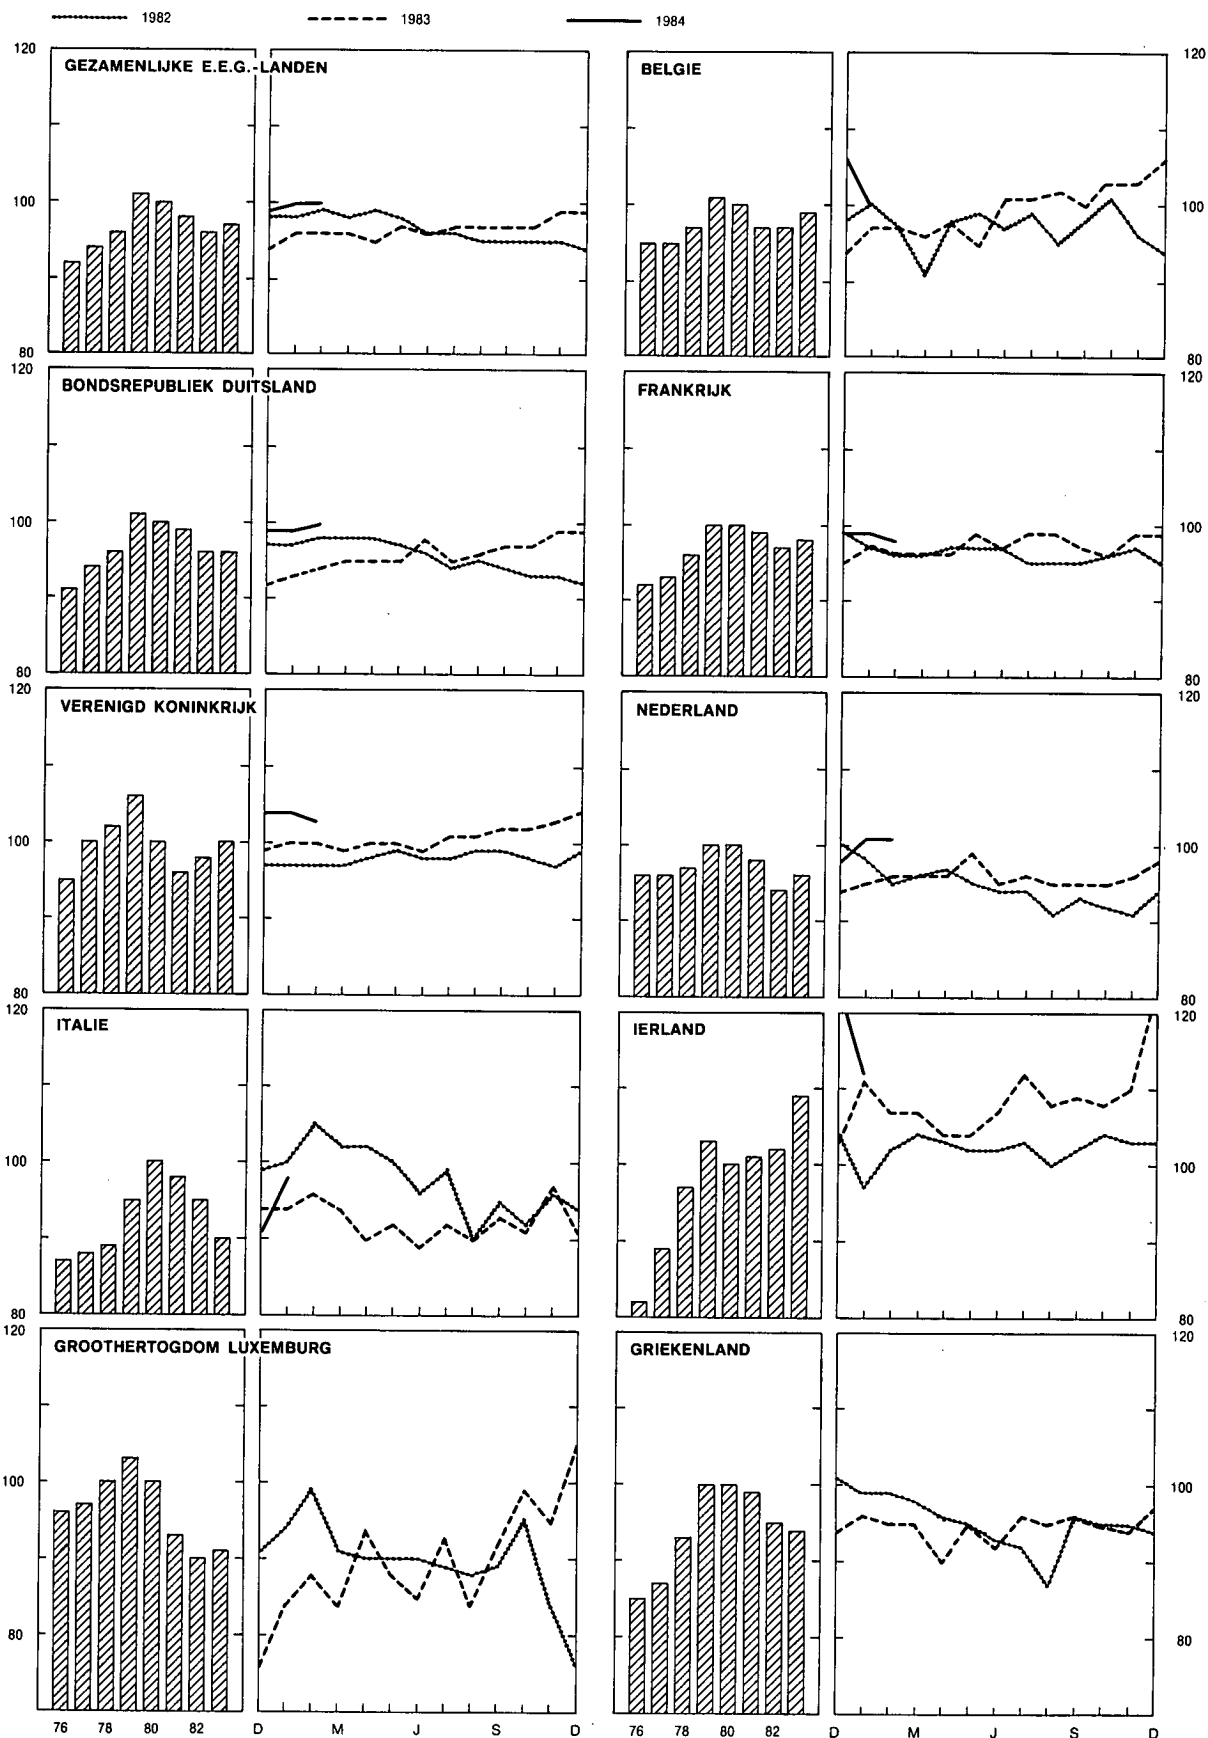 1982 1983 1984
120 120
GEZAMENLIJKE E.E.G.-LANDEN BELGIE
100 100
80 80
120 120
BONDSREPUBLIEK DUITSLAND FRANKRIJK
100 100
80 80
120 120
VERENIGD KONINKRIJK NEDERLAND
100 100
80 80
120 120
ITALIE IERLAND
100 100
80 80
120 120
GROOTHERTOGDOM LUXEMBURG GRIEKENLAND
100 100
80 80
76 78 80 82 D M J S D 76 78 80 82 D M J S D